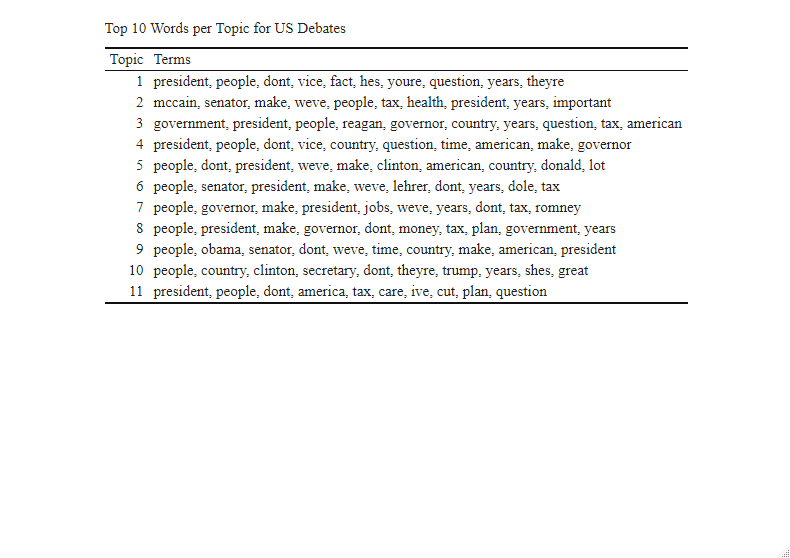 Top 10 Words per Topic for US Debates
Topic Terms
1 president, people, dont, vice, fact, hes, youre, question, years, theyre
2 mccain, senator, make, weve, people, tax, health, president, years, important
3 government, president, people, reagan, governor, country, years, question, tax, american
4 president, people, dont, vice, country, question, time, american, make, governor
5 people, dont, president, weve, make, clinton, american, country, donald, lot
6 people, senator, president, make, weve, lehrer, dont, years, dole, tax
7 people, governor, make, president, jobs, weve, years, dont, tax, romney
8 people, president, make, governor, dont, money, tax, plan, government, years
9 people, obama, senator, dont, weve, time, country, make, american, president
10 people, country, clinton, secretary, dont, theyre, trump, years, shes, great
11 president, people, dont, america, tax, care, ive, cut, plan, question